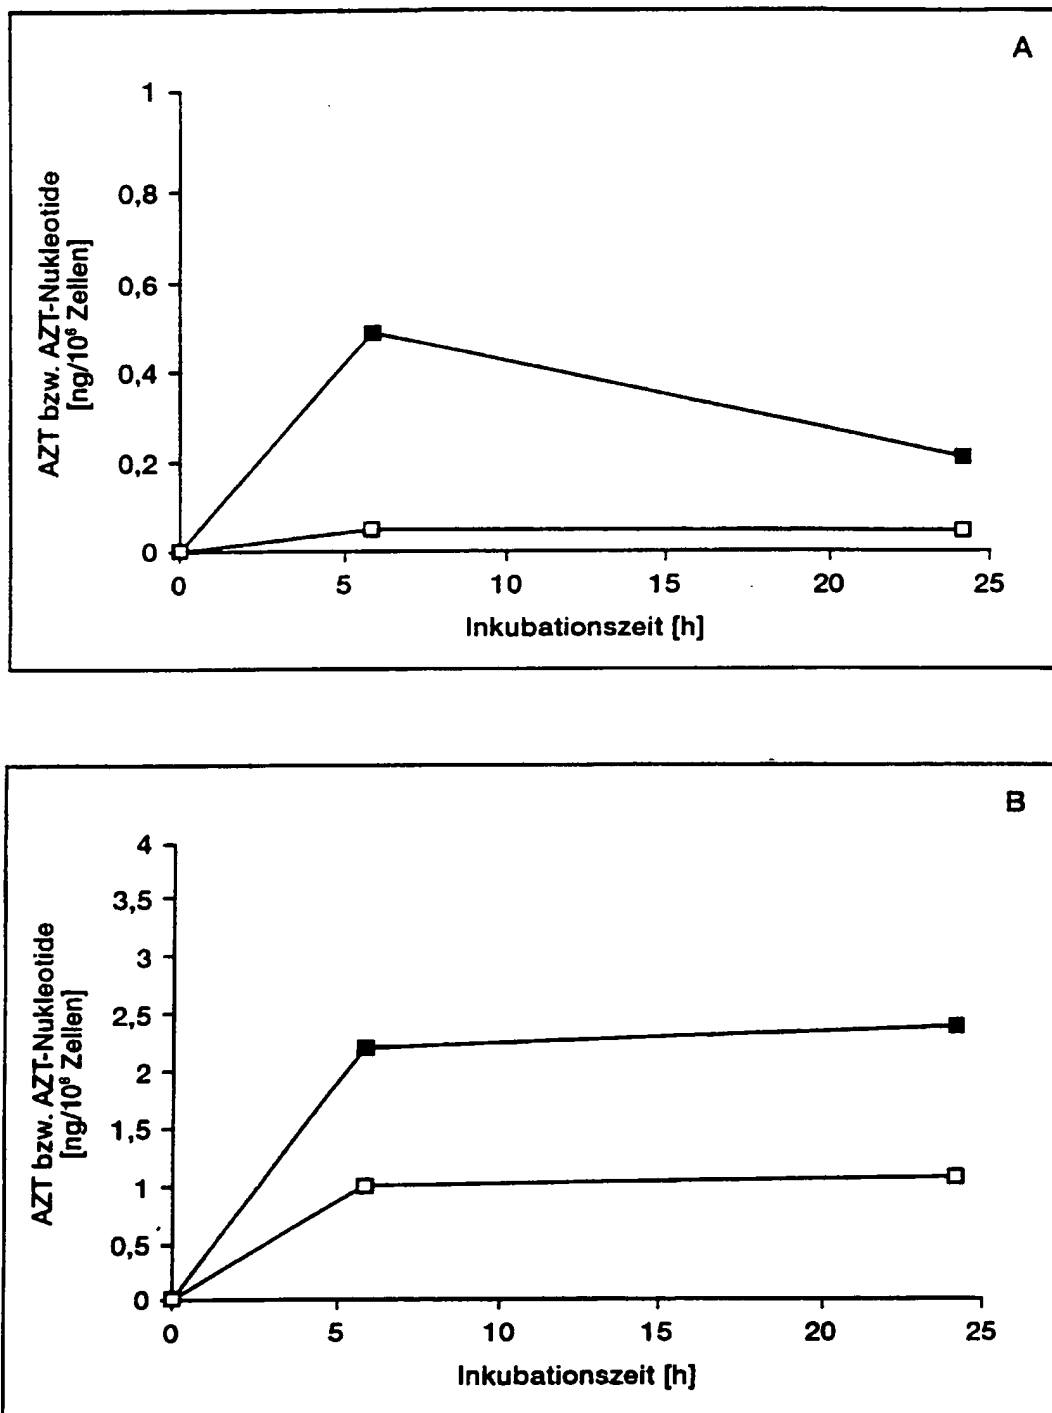 A
AZT bzw. AZT-Nukleotide
[ng/10⁶ Zellen]
1
0,8
0,6
0,4
0,2
0
0 5 10 15 20 25
Inkubationszeit [h]
B
AZT bzw. AZT-Nukleotide
[ng/10⁶ Zellen]
4
3,5
3
2,5
2
1,5
1
0,5
0
0 5 10 15 20 25
Inkubationszeit [h]